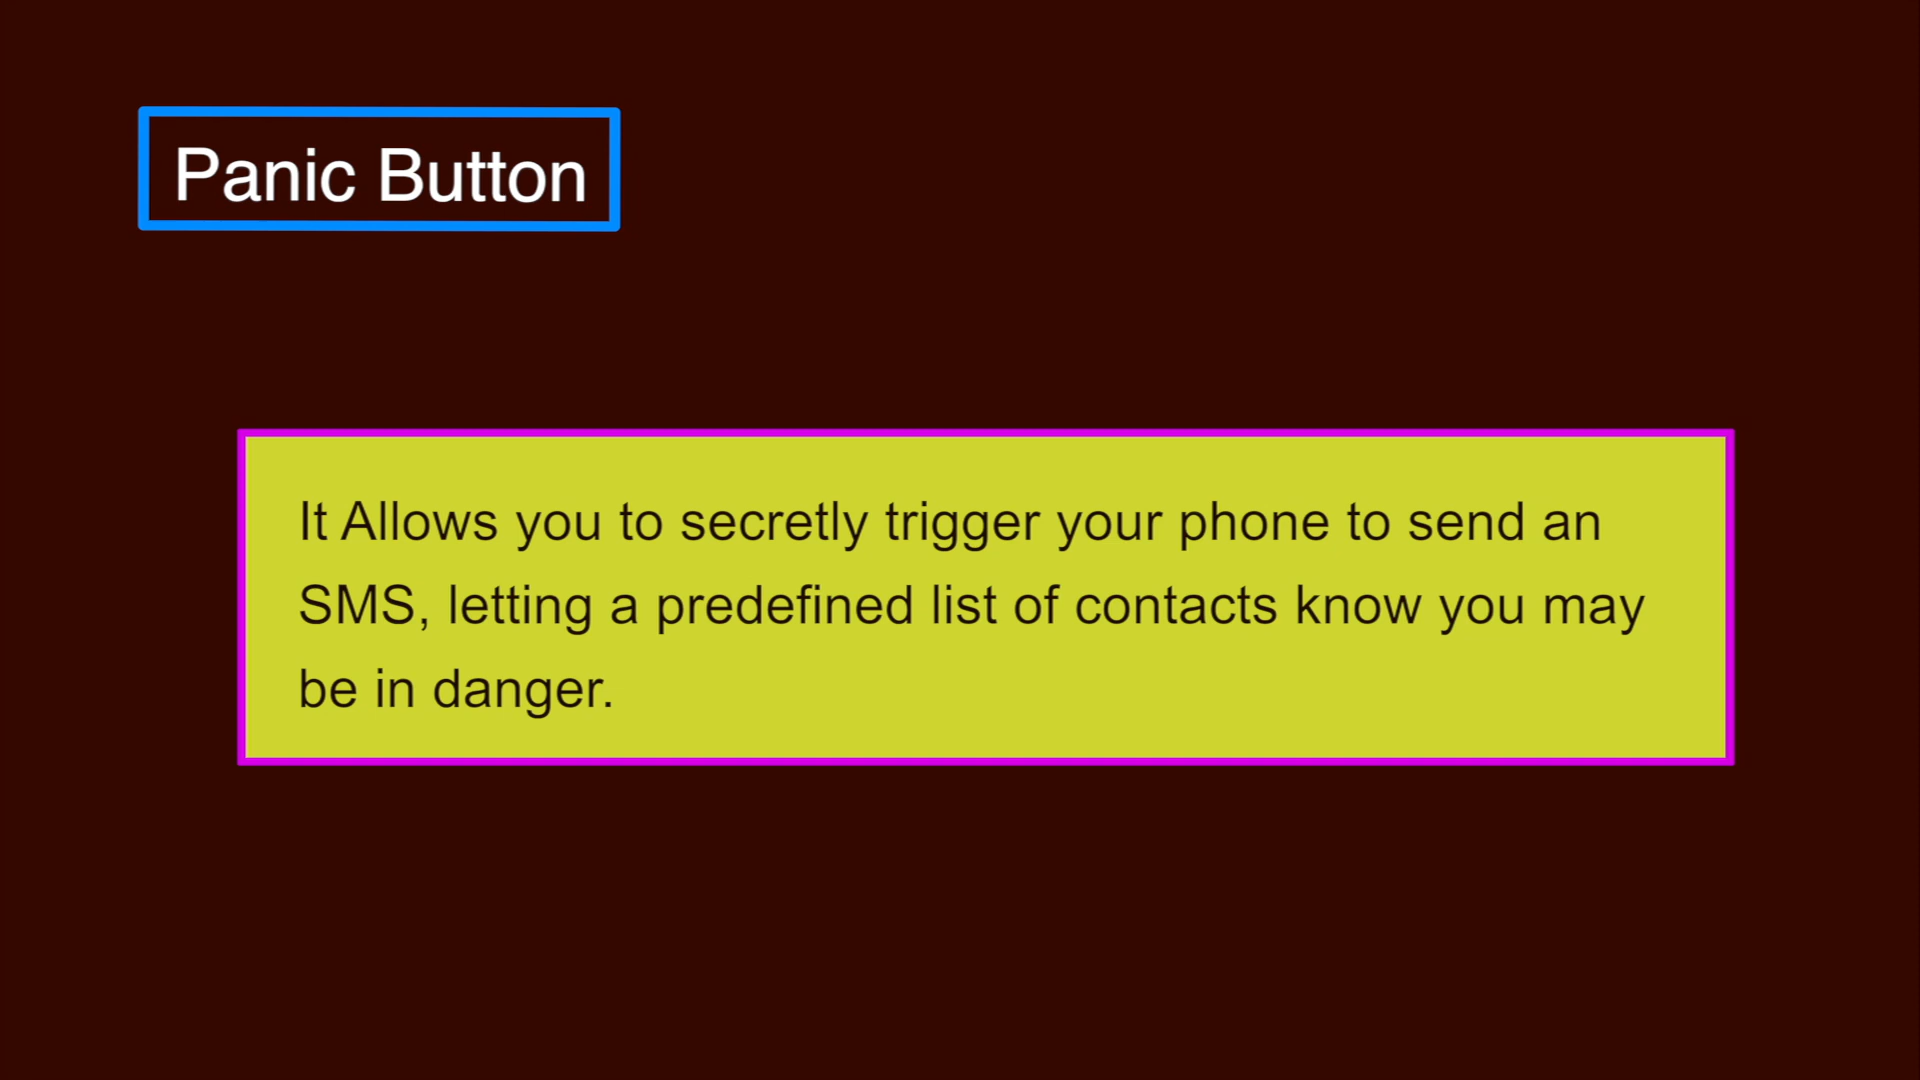 Panic Button
It Allows you to secretly trigger your phone to send an
SMS, letting a predefined list of contacts know you may
be in danger.